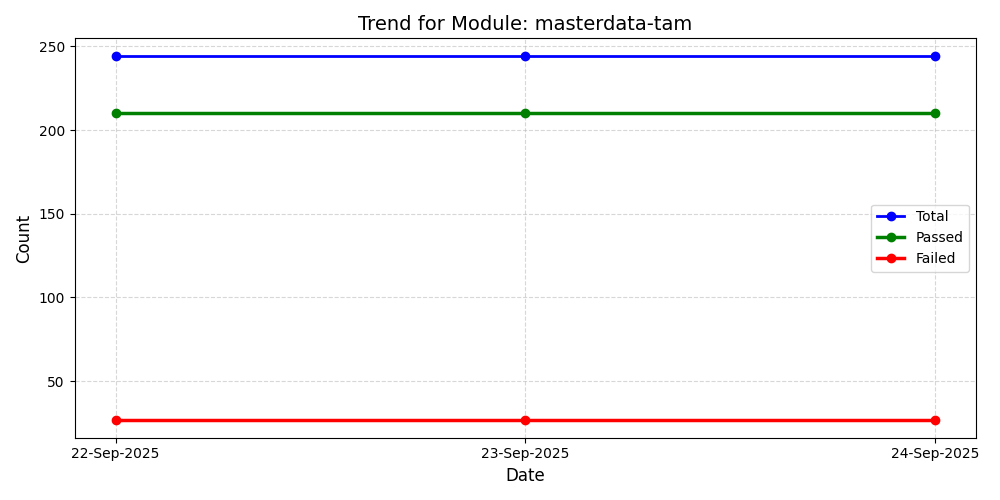 Trend for Module: masterdata-tam
250
200
150
100
50
Count
Total
Passed
Failed
22-Sep-2025
23-Sep-2025
24-Sep-2025
Date